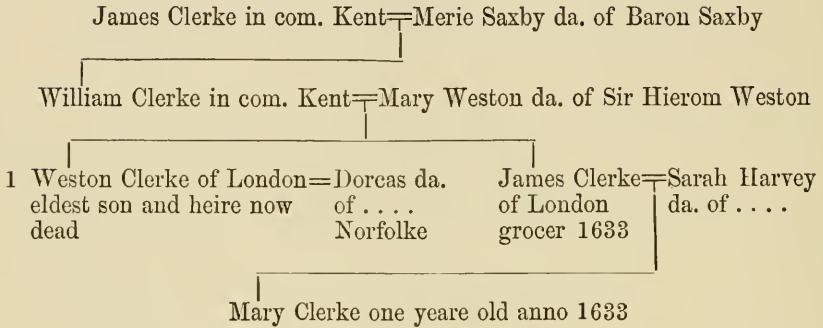 James Clerke in com. Kent=Merie Saxby da. of Baron Saxby
William Clerke in com. Kent=Mary Weston da. of Sir Hierom Weston
1 Weston Clerke of London=Dorcas da. James Clerke=Sarah Harvey
eldest son and heire now of .... of London da. of ....
dead Norfolke grocer 1633
Mary Clerke one yeare old anno 1633